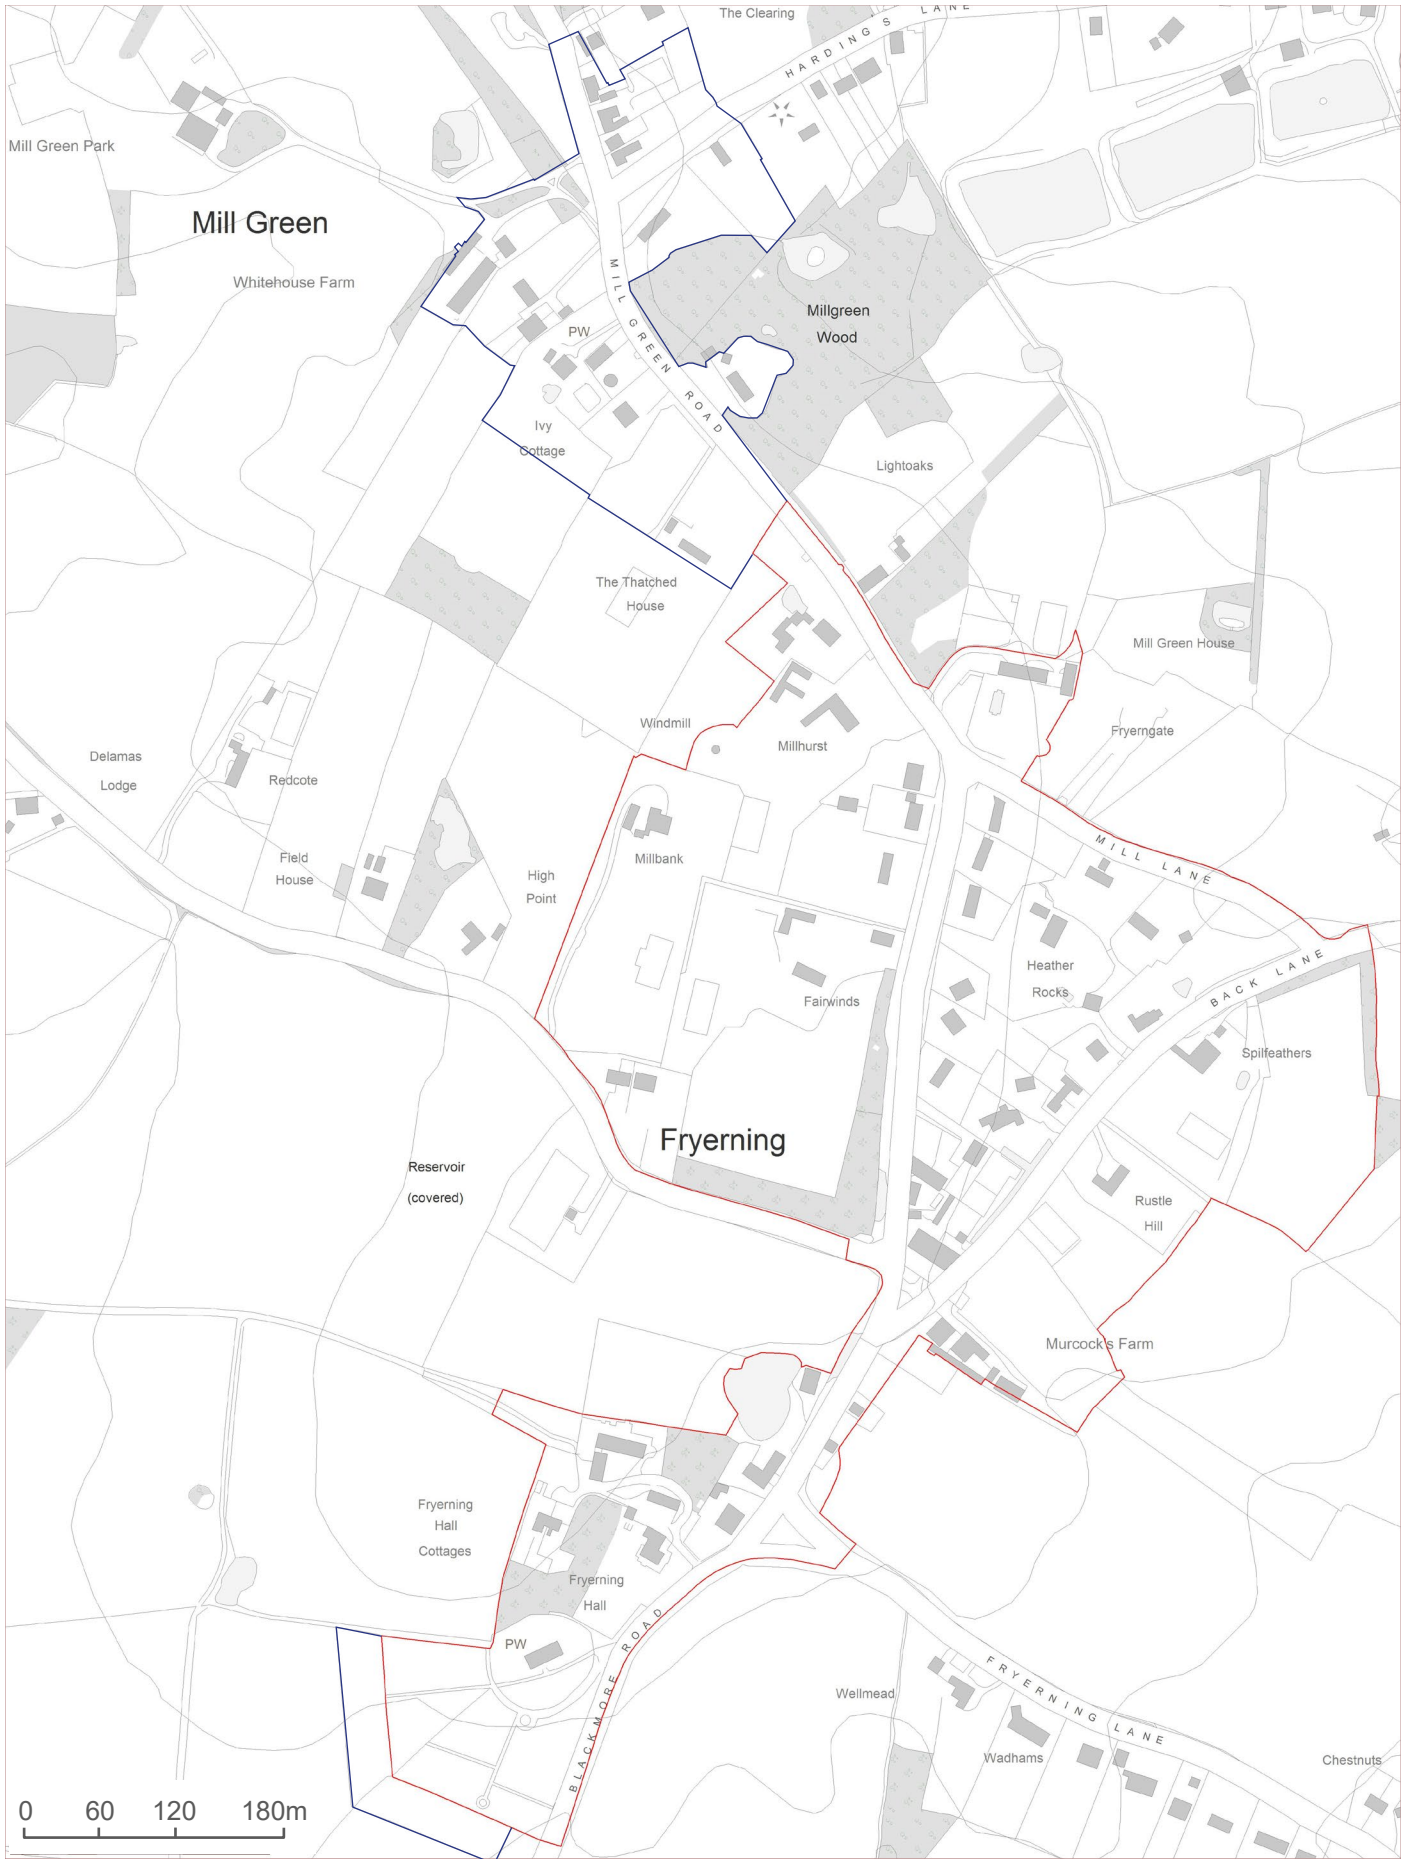 The Clearing
HARDING'S LANE
Mill Green Park
Mill Green
Whitehouse Farm
MILL GREEN ROAD
PW
Millgreen
Wood
Ivy
Cottage
Lightoaks
The Thatched
House
Mill Green House
Windmill
Millhurst
Fryerngate
Delamas
Lodge
Redcote
Field
House
High
Point
Millbank
MILL LANE
Heather
Rocks
BACK LANE
Fairwinds
Spilfeathers
Fryerning
Reservoir
(covered)
Rustle
Hill
Murcock's Farm
Fryerning
Hall
Cottages
Fryerning
Hall
PW
BLACKMORE ROAD
FRYERNING LANE
Wellmead
Wadhams
Chestnuts
0 60 120 180m